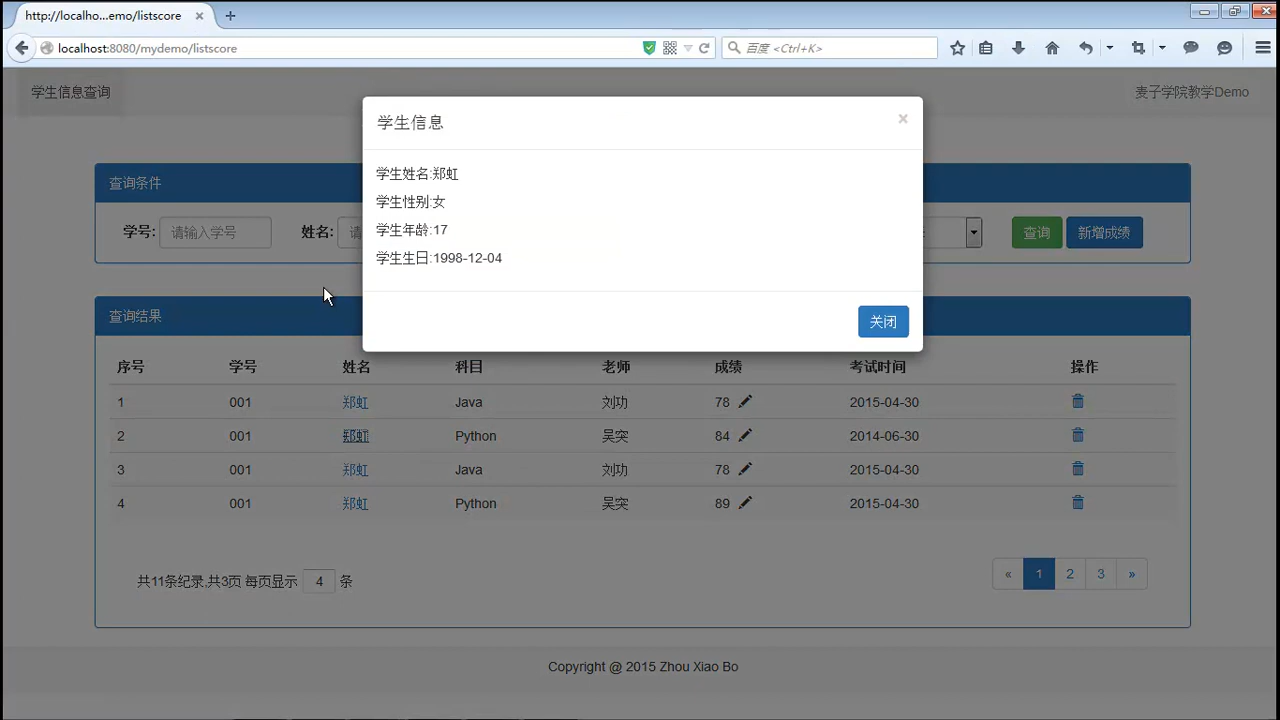 http://localho...emo/listscore
localhost:8080/mydemo/listscore
百度 <Ctrl+K>
学生信息查询
麦子学院教学Demo
学生信息
×
学生姓名:郑虹
学生性别:女
学生年龄:17
学生生日:1998-12-04
关闭
查询条件
学号: 请输入学号 姓名: 请 查询 新增成绩
查询结果
序号 学号 姓名 科目 老师 成绩 考试时间 操作
1 001 郑虹 Java 刘功 78 2015-04-30
2 001 郑虹 Python 吴突 84 2014-06-30
3 001 郑虹 Java 刘功 78 2015-04-30
4 001 郑虹 Python 吴突 89 2015-04-30
共11条纪录,共3页 每页显示 4 条
« 1 2 3 »
Copyright @ 2015 Zhou Xiao Bo